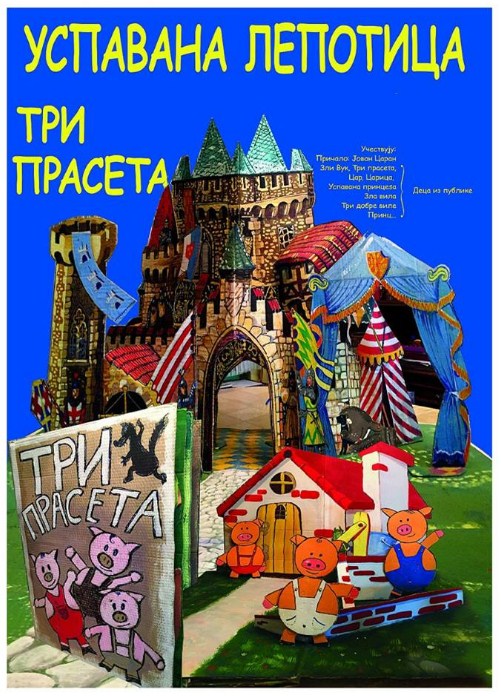 УСПАВАНА ЛЕПОТИЦА
ТРИ
ПРАСЕТА
Учествују:
Причало: Јован Царан
Зли Вук, Три прасета,
Цар, Царица,
Успавана принцеза
Зла вила
Три добре виле
Принц...
Деца из публике
ТРИ
ПРАСЕТА